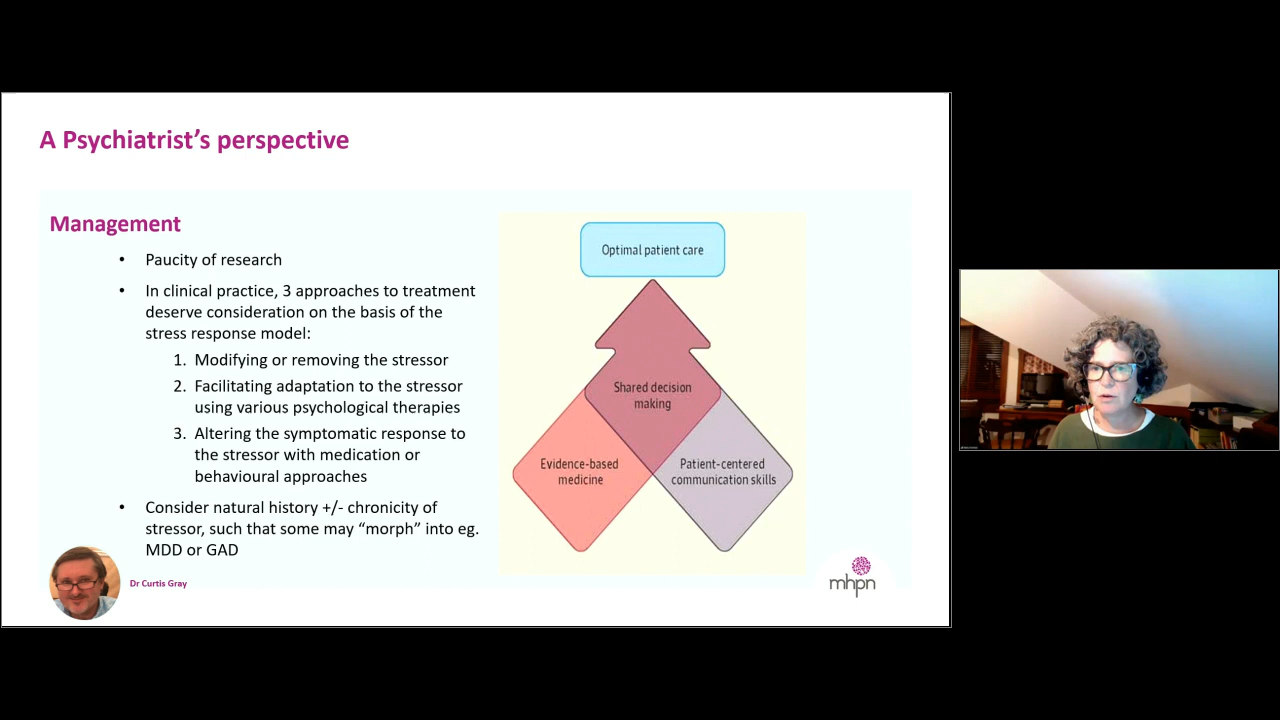 A Psychiatrist's perspective
Management
• Paucity of research
• In clinical practice, 3 approaches to treatment
deserve consideration on the basis of the
stress response model:
1. Modifying or removing the stressor
2. Facilitating adaptation to the stressor
using various psychological therapies
3. Altering the symptomatic response to
the stressor with medication or
behavioural approaches
• Consider natural history +/- chronicity of
stressor, such that some may “morph” into eg.
MDD or GAD
Dr Curtis Gray
Optimal patient care
Shared decision
making
Evidence-based
medicine
Patient-centered
communication skills
mhpn